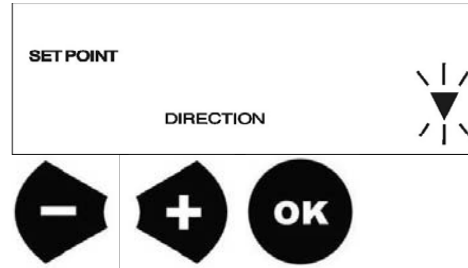 SET POINT
DIRECTION
- + OK